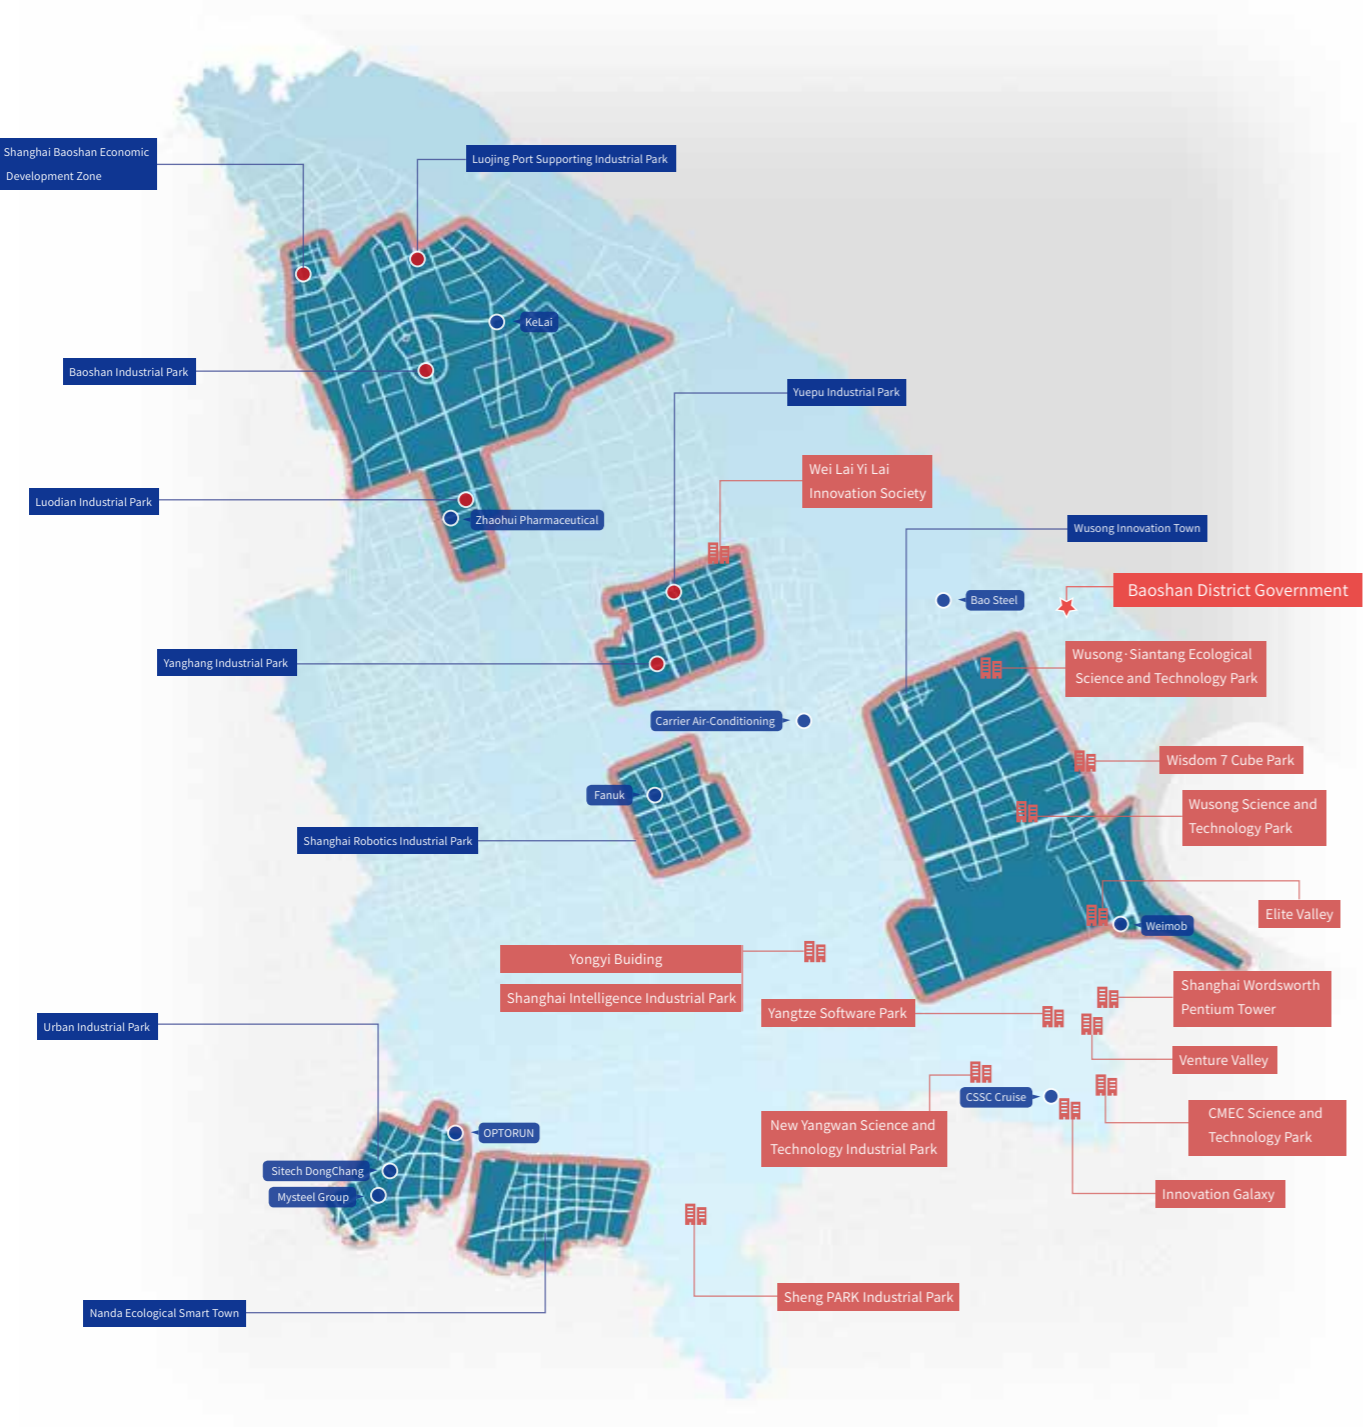 Shanghai Baoshan Economic
Development Zone
Luojing Port Supporting Industrial Park
KeLai
Baoshan Industrial Park
Yuepu Industrial Park
Wei Lai Yi Lai
Innovation Society
Luodian Industrial Park
Zhaohui Pharmaceutical
Wusong Innovation Town
Baoshan District Government
Bao Steel
Wusong·Siantang Ecological
Science and Technology Park
Yanghang Industrial Park
Carrier Air-Conditioning
Wisdom 7 Cube Park
Fanuk
Wusong Science and
Technology Park
Shanghai Robotics Industrial Park
Elite Valley
Weimob
Yongyi Buiding
Shanghai Intelligence Industrial Park
Shanghai Wordsworth
Pentium Tower
Yangtze Software Park
Urban Industrial Park
Venture Valley
CSSC Cruise
New Yangwan Science and
Technology Industrial Park
CMEC Science and
Technology Park
OPTORUN
Sitech DongChang
Mysteel Group
Innovation Galaxy
Sheng PARK Industrial Park
Nanda Ecological Smart Town